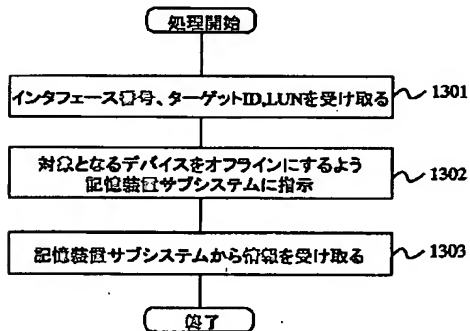 処理開始
インタフェース番号、ターゲットID,LUNを受け取る
1301
対象となるデバイスをオフラインにするよう
記憶装置サブシステムに指示
1302
記憶装置サブシステムから情報を受け取る
1303
終了